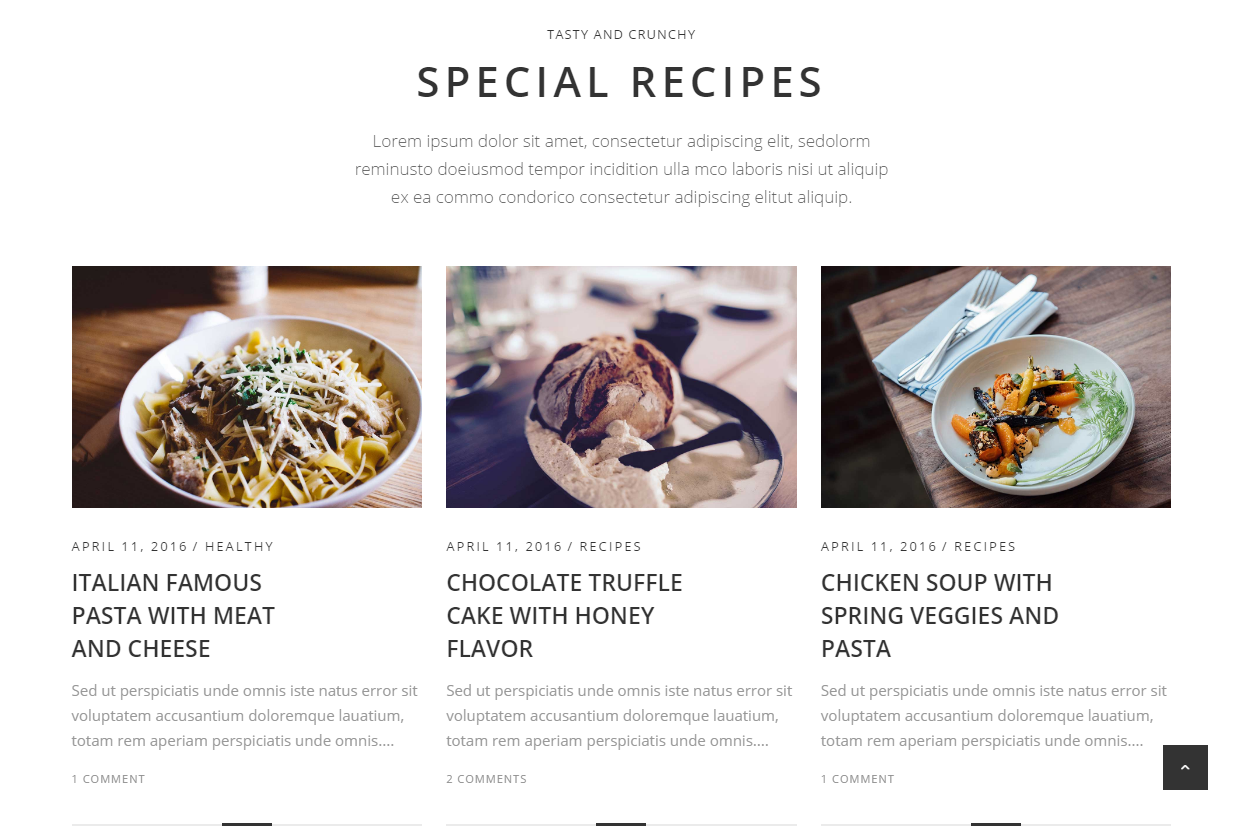 TASTY AND CRUNCHY
SPECIAL RECIPES
Lorem ipsum dolor sit amet, consectetur adipiscing elit, sedolorm
reminusto doeiusmod tempor incidition ulla mco laboris nisi ut aliquip
ex ea commo condorico consectetur adipiscing elitut aliquip.
APRIL 11, 2016 / HEALTHY
ITALIAN FAMOUS
PASTA WITH MEAT
AND CHEESE
Sed ut perspiciatis unde omnis iste natus error sit
voluptatem accusantium doloremque lauatium,
totam rem aperiam perspiciatis unde omnis....
1 COMMENT
APRIL 11, 2016 / RECIPES
CHOCOLATE TRUFFLE
CAKE WITH HONEY
FLAVOR
Sed ut perspiciatis unde omnis iste natus error sit
voluptatem accusantium doloremque lauatium,
totam rem aperiam perspiciatis unde omnis....
2 COMMENTS
APRIL 11, 2016 / RECIPES
CHICKEN SOUP WITH
SPRING VEGGIES AND
PASTA
Sed ut perspiciatis unde omnis iste natus error sit
voluptatem accusantium doloremque lauatium,
totam rem aperiam perspiciatis unde omnis....
1 COMMENT